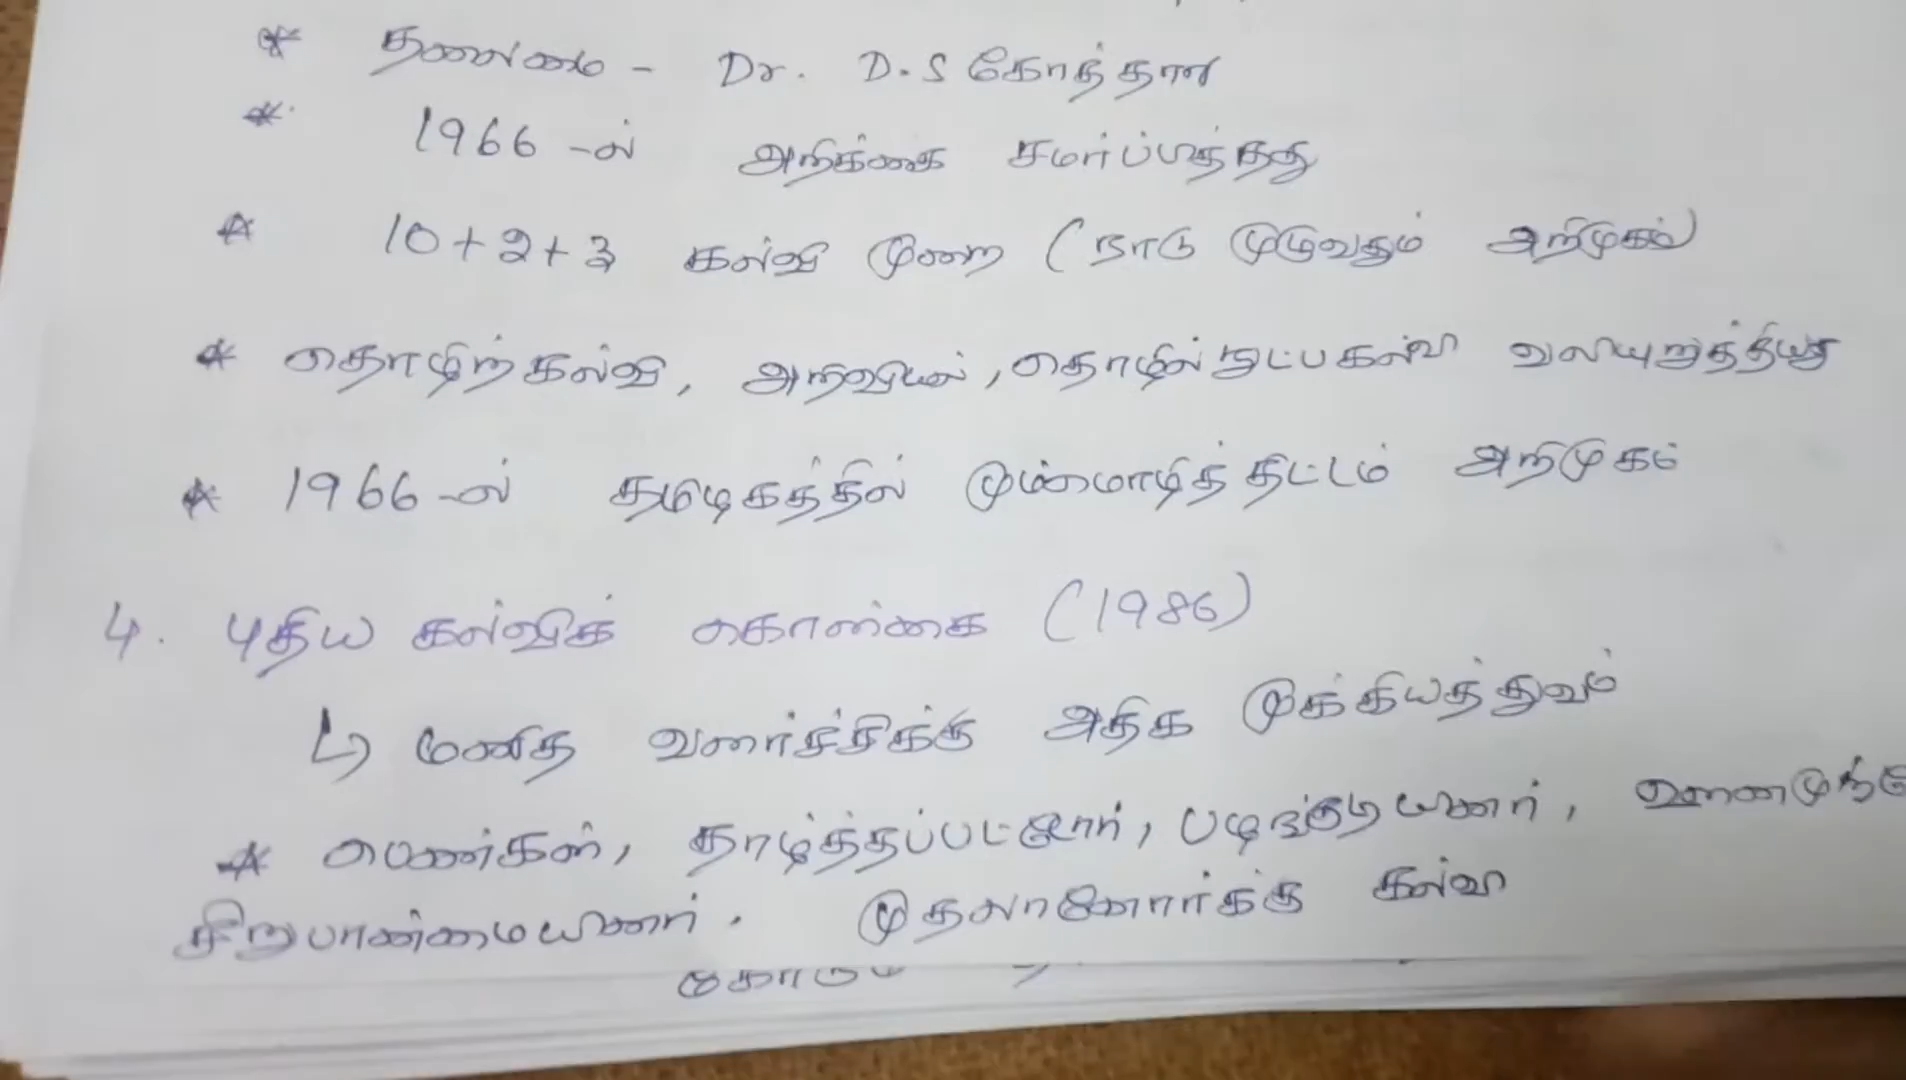 * தலைமை - Dr. D.S கோத்தாரி
* 1966-ல் அறிக்கை சமர்ப்பித்தது
* 10+2+3 கல்வி முறை (நாடு முழுவதும் அறிமுகம்)
* தொழிற்கல்வி, அறிவியல், தொழில்நுட்பகல்வி வலியுறுத்தியது
* 1966-ல் தமிழகத்தில் மும்மொழித்திட்டம் அறிமுகம்
4. புதிய கல்விக் கொள்கை (1986)
↳ மனித வளர்ச்சிக்கு அதிக முக்கியத்துவம்
* பெண்கள், தாழ்த்தப்பட்டோர், பழங்குடியினர்,
சிறுபான்மையினர். முதலானோர்க்கு கல்வி